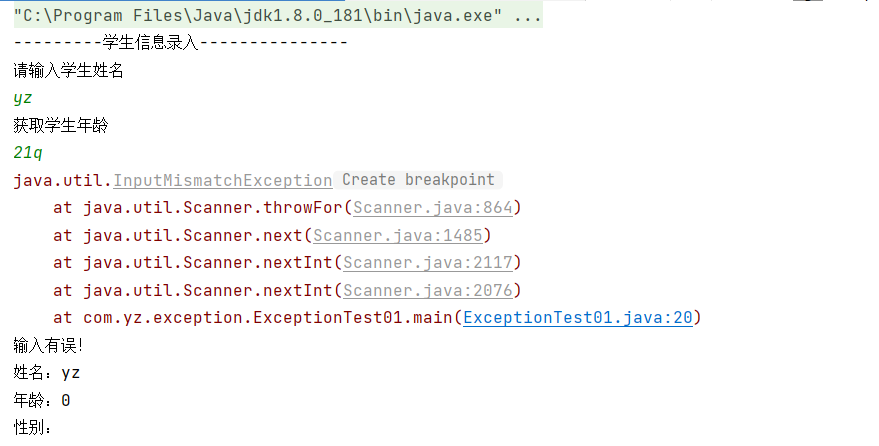 "C:\Program Files\Java\jdk1.8.0_181\bin\java.exe" ...
---------学生信息录入---------------
请输入学生姓名
yz
获取学生年龄
21q
java.util.InputMismatchException Create breakpoint
    at java.util.Scanner.throwFor(Scanner.java:864)
    at java.util.Scanner.next(Scanner.java:1485)
    at java.util.Scanner.nextInt(Scanner.java:2117)
    at java.util.Scanner.nextInt(Scanner.java:2076)
    at com.yz.exception.ExceptionTest01.main(ExceptionTest01.java:20)
输入有误!
姓名：yz
年龄：0
性别：